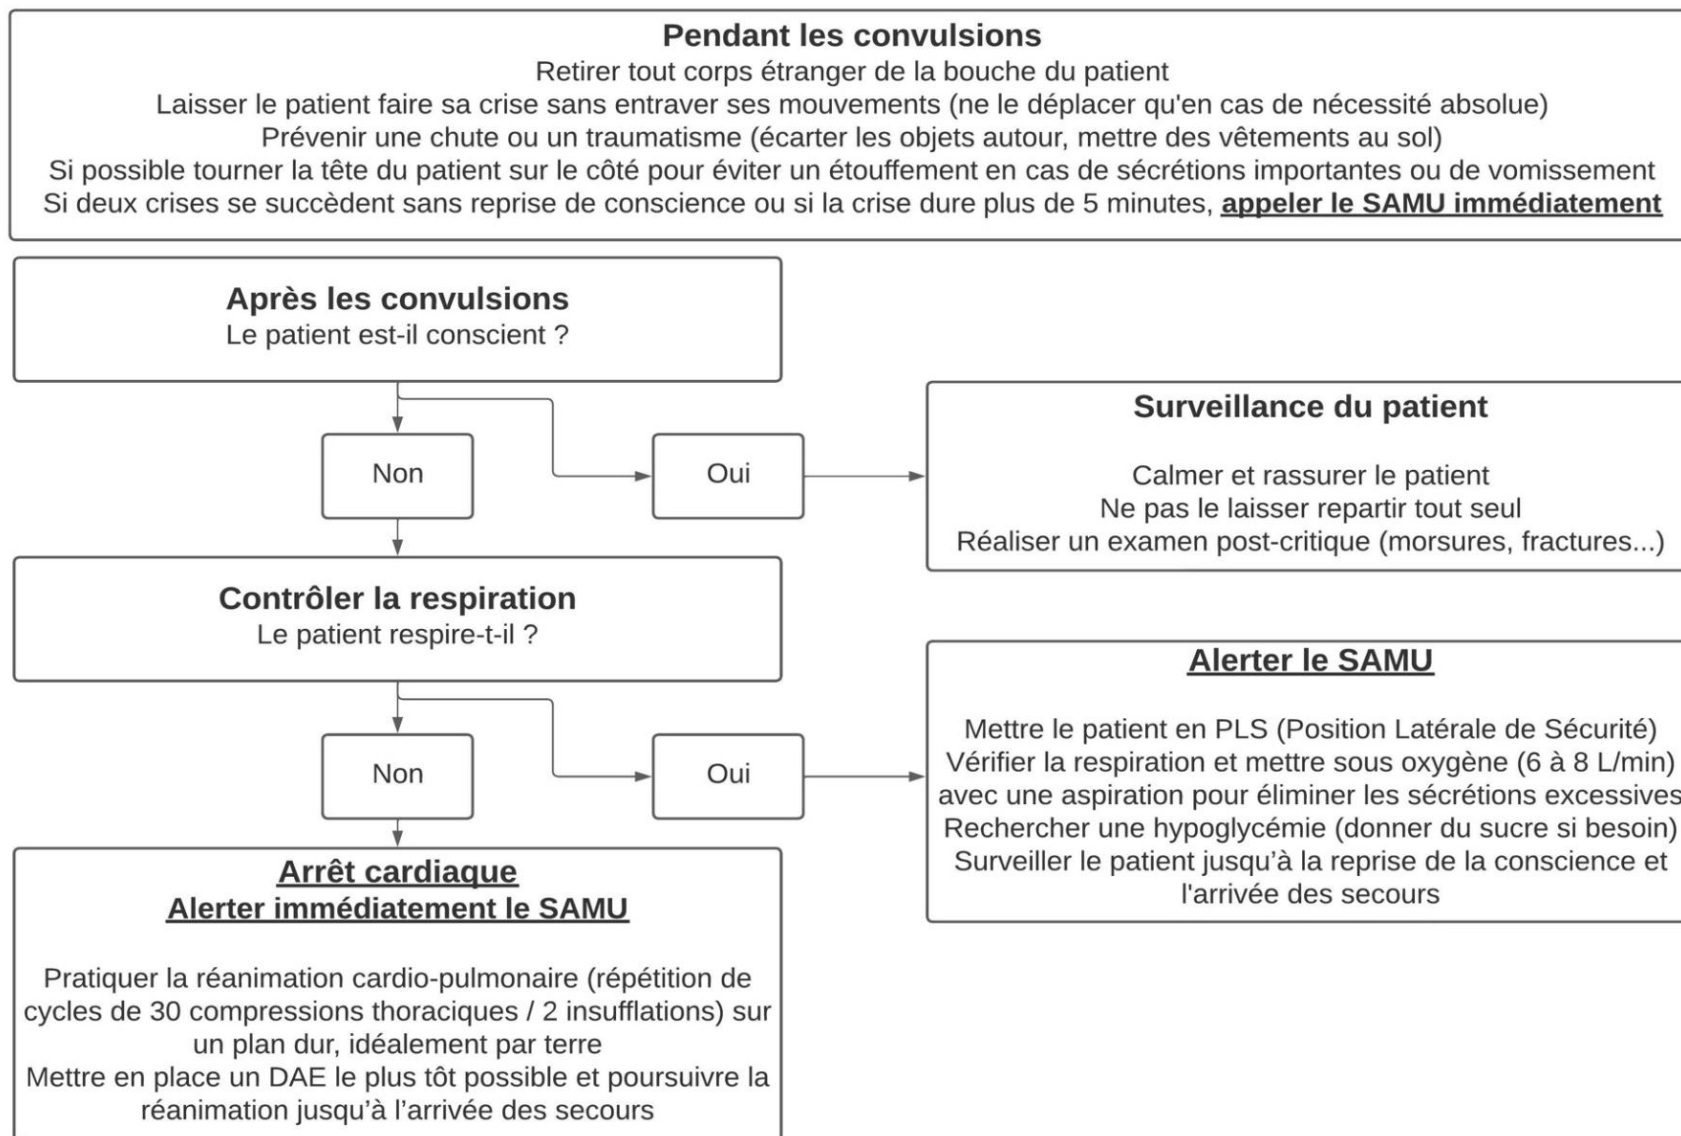 Pendant les convulsions
Retirer tout corps étranger de la bouche du patient
Laisser le patient faire sa crise sans entraver ses mouvements (ne le déplacer qu'en cas de nécessité absolue)
Prévenir une chute ou un traumatisme (écarter les objets autour, mettre des vêtements au sol)
Si possible tourner la tête du patient sur le côté pour éviter un étouffement en cas de sécrétions importantes ou de vomissement
Si deux crises se succèdent sans reprise de conscience ou si la crise dure plus de 5 minutes, appeler le SAMU immédiatement
Après les convulsions
Le patient est-il conscient ?
Non
Oui
Surveillance du patient
Calmer et rassurer le patient
Ne pas le laisser repartir tout seul
Réaliser un examen post-critique (morsures, fractures...)
Contrôler la respiration
Le patient respire-t-il ?
Non
Oui
Alerter le SAMU
Mettre le patient en PLS (Position Latérale de Sécurité)
Vérifier la respiration et mettre sous oxygène (6 à 8 L/min)
avec une aspiration pour éliminer les sécrétions excessives
Rechercher une hypoglycémie (donner du sucre si besoin)
Surveiller le patient jusqu’à la reprise de la conscience et
l'arrivée des secours
Arrêt cardiaque
Alerter immédiatement le SAMU
Pratiquer la réanimation cardio-pulmonaire (répétition de
cycles de 30 compressions thoraciques / 2 insufflations) sur
un plan dur, idéalement par terre
Mettre en place un DAE le plus tôt possible et poursuivre la
réanimation jusqu’à l’arrivée des secours